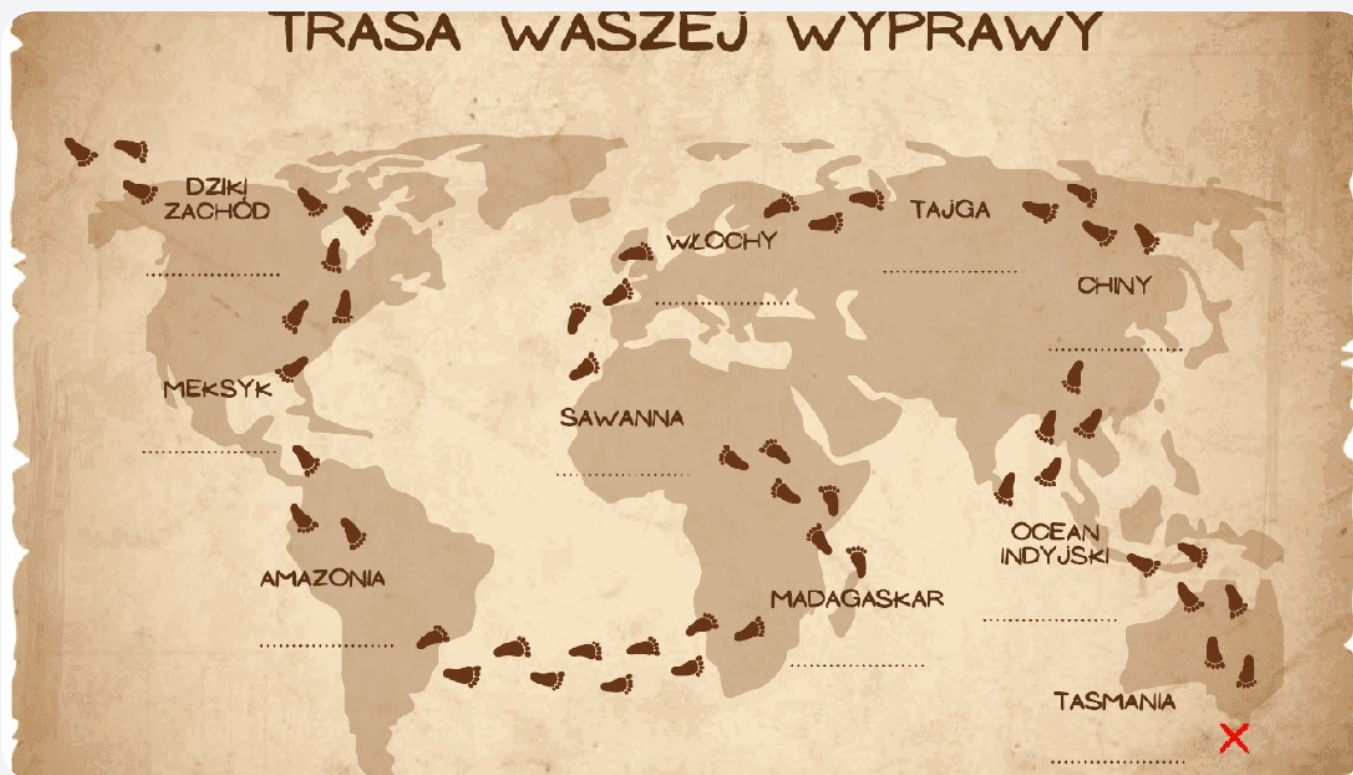 TRASA WASZEJ WYPRAWY
DZIKI
ZACHÓD
WŁOCHY
TAJGA
CHINY
MEKSYK
SAWANNA
OCEAN
INDYJSKI
AMAZONIA
MADAGASKAR
TASMANIA